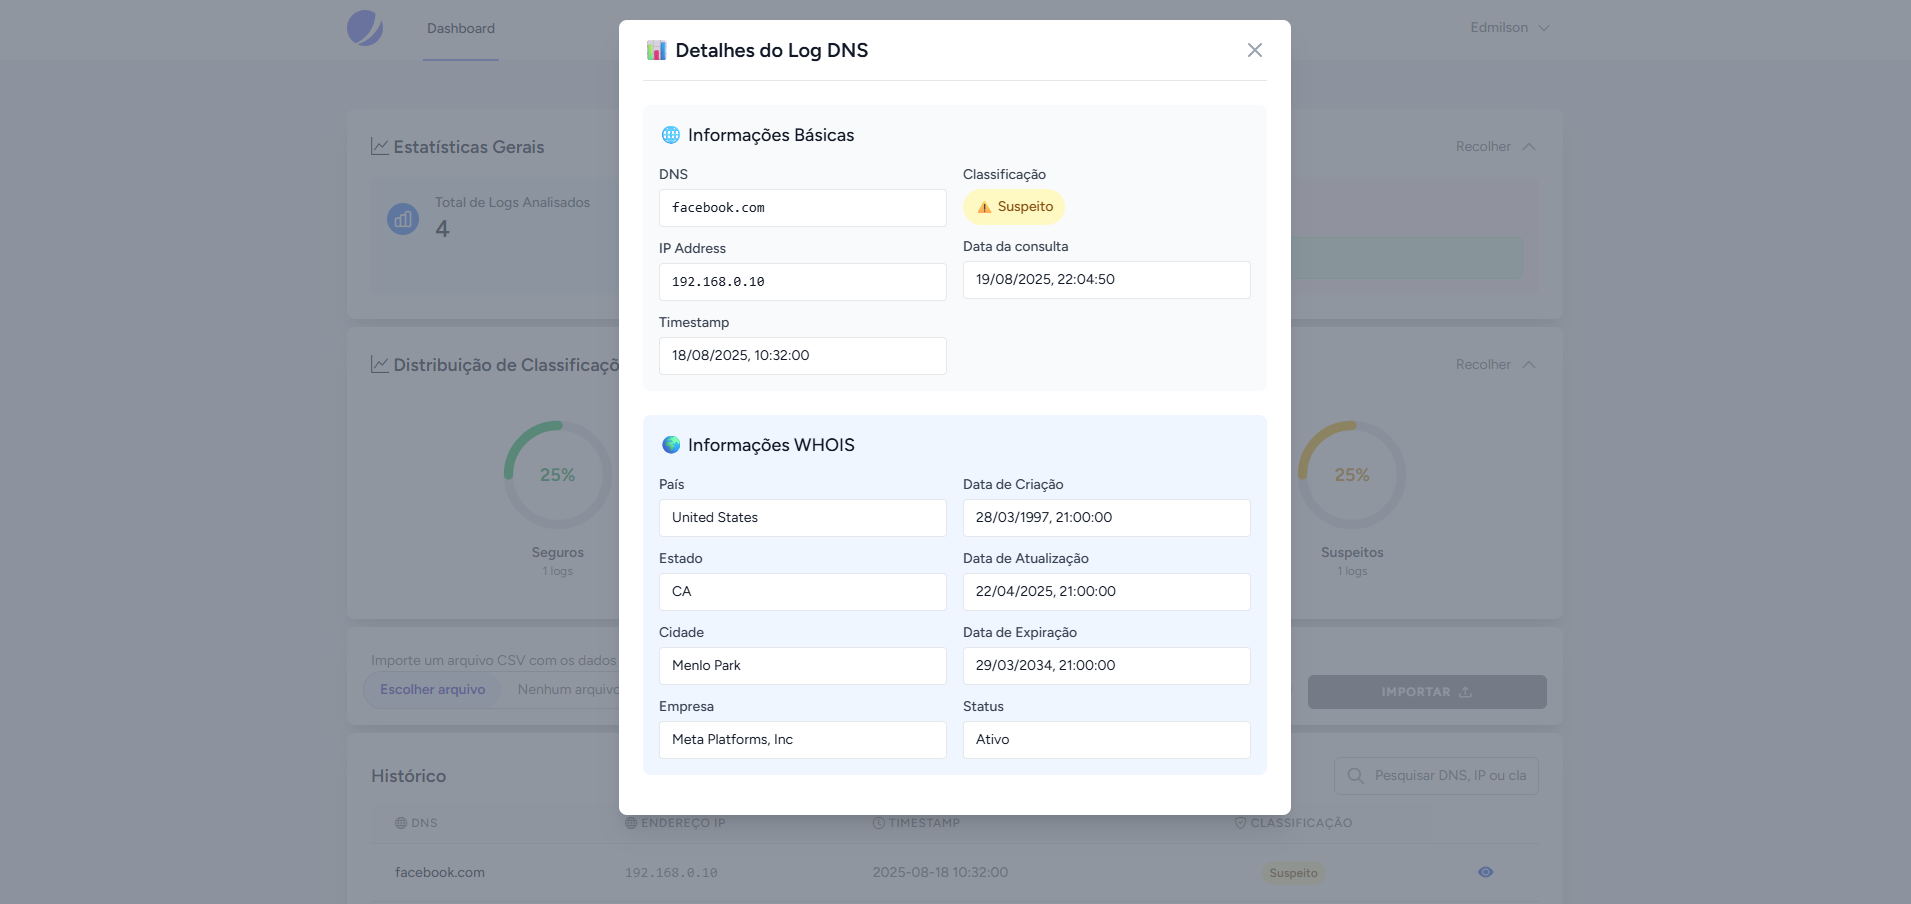 Dashboard
Edmilson
Estatísticas Gerais
Recolher
Total de Logs Analisados
4
Distribuição de Classificaçõ
Recolher
25%
Seguros
1 logs
25%
Suspeitos
1 logs
Importe um arquivo CSV com os dados
Escolher arquivo
Nenhum arquivo
IMPORTAR
Histórico
Pesquisar DNS, IP ou cla
DNS
ENDEREÇO IP
TIMESTAMP
CLASSIFICAÇÃO
facebook.com
192.168.0.10
2025-08-18 10:32:00
Suspeito
Detalhes do Log DNS
Informações Básicas
DNS
facebook.com
Classificação
Suspeito
IP Address
192.168.0.10
Data da consulta
19/08/2025, 22:04:50
Timestamp
18/08/2025, 10:32:00
Informações WHOIS
País
United States
Data de Criação
28/03/1997, 21:00:00
Estado
CA
Data de Atualização
22/04/2025, 21:00:00
Cidade
Menlo Park
Data de Expiração
29/03/2034, 21:00:00
Empresa
Meta Platforms, Inc
Status
Ativo